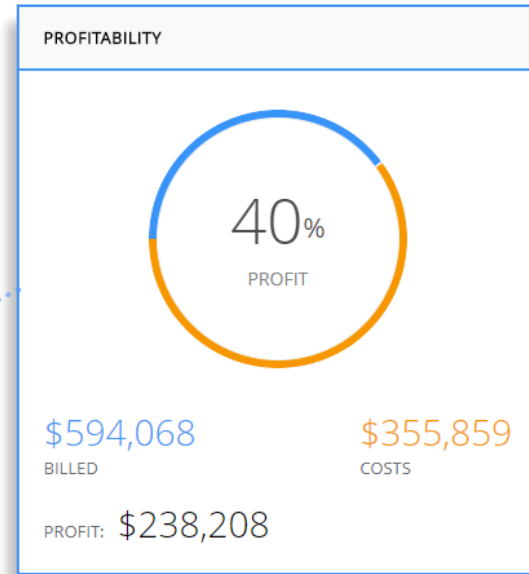 PROFITABILITY
40%
PROFIT
$594,068 $355,859
BILLED COSTS
PROFIT: $238,208